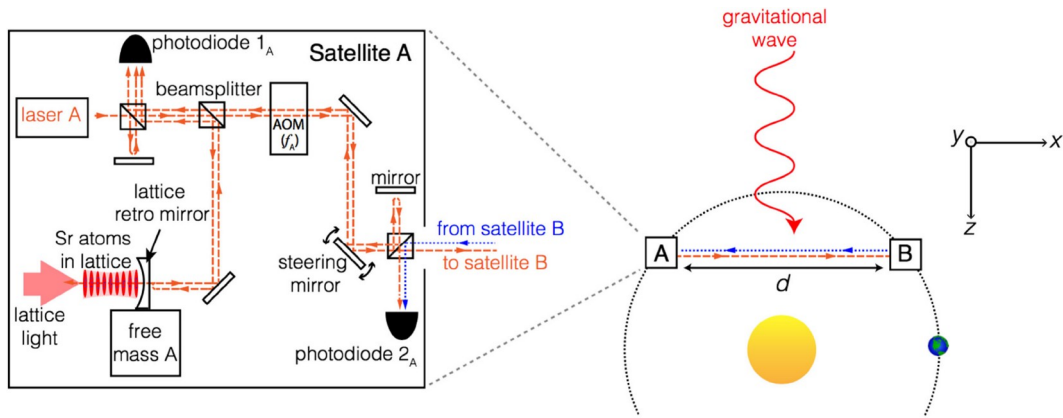 photodiode 1A
Satellite A
beamsplitter
laser A
AOM
(fA)
lattice
retro mirror
mirror
Sr atoms
in lattice
steering
mirror
from satellite B
to satellite B
lattice
light
free
mass A
photodiode 2A
gravitational
wave
A
B
d
y
x
z